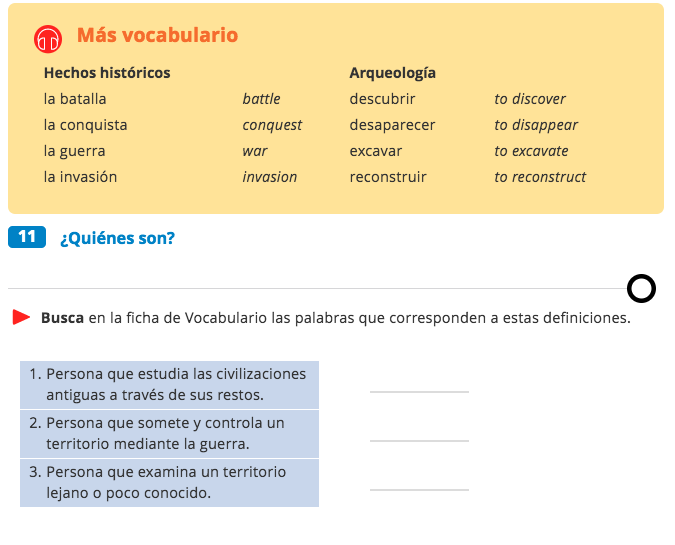 Más vocabulario
Hechos históricos Arqueología
la batalla battle descubrir to discover
la conquista conquest desaparecer to disappear
la guerra war excavar to excavate
la invasión invasion reconstruir to reconstruct
11 ¿Quiénes son?
Busca en la ficha de Vocabulario las palabras que corresponden a estas definiciones.
1. Persona que estudia las civilizaciones
antiguas a través de sus restos.
2. Persona que somete y controla un
territorio mediante la guerra.
3. Persona que examina un territorio
lejano o poco conocido.